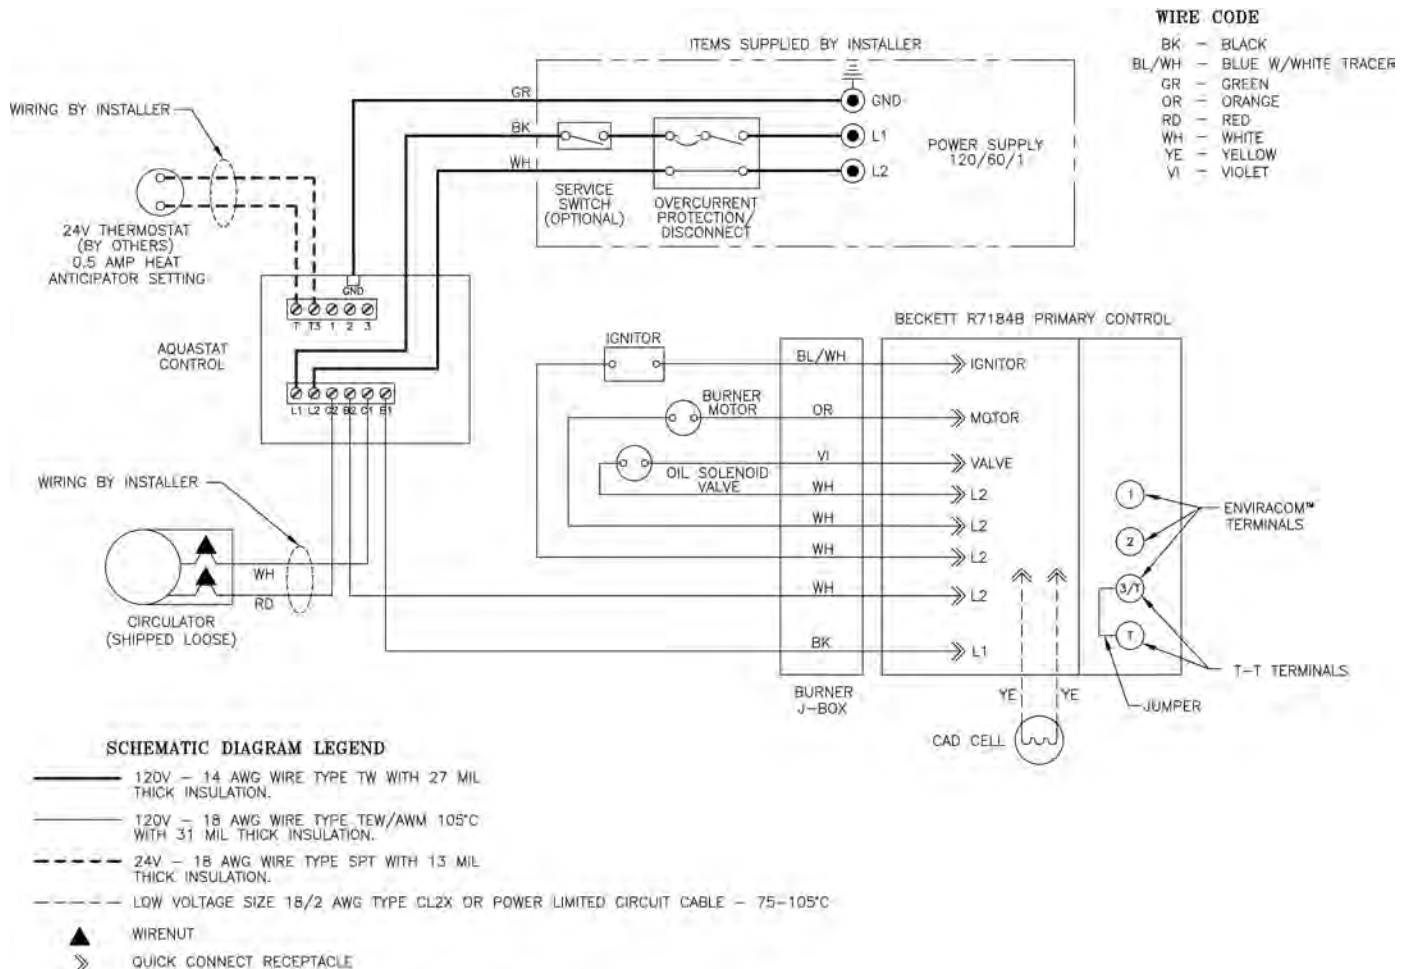 WIRE CODE
BK – BLACK
BL/WH – BLUE W/WHITE TRACER
GR – GREEN
OR – ORANGE
RD – RED
WH – WHITE
YE – YELLOW
VI – VIOLET
ITEMS SUPPLIED BY INSTALLER
GR
GND
BK
L1
WH
L2
POWER SUPPLY
120/60/1
SERVICE
SWITCH
(OPTIONAL)
OVERCURRENT
PROTECTION/
DISCONNECT
WIRING BY INSTALLER
24V THERMOSTAT
(BY OTHERS)
0.5 AMP HEAT
ANTICIPATOR SETTING
GND
T T3 1 2 3
AQUASTAT
CONTROL
L1 L2 C2 B2 C1 B1
BECKETT R7184B PRIMARY CONTROL
IGNITOR
BL/WH
IGNITOR
BURNER
MOTOR
OR
MOTOR
VI
VALVE
OIL SOLENOID
VALVE
WH
L2
WH
L2
WH
L2
WH
L2
BK
L1
1
2
3/T
T
ENVIRACOM™
TERMINALS
T-T TERMINALS
JUMPER
YE
YE
CAD CELL
BURNER
J-BOX
WIRING BY INSTALLER
WH
RD
CIRCULATOR
(SHIPPED LOOSE)
SCHEMATIC DIAGRAM LEGEND
120V – 14 AWG WIRE TYPE TW WITH 27 MIL
THICK INSULATION.
120V – 18 AWG WIRE TYPE TEW/AWM 105°C
WITH 31 MIL THICK INSULATION.
24V – 18 AWG WIRE TYPE SPT WITH 13 MIL
THICK INSULATION.
LOW VOLTAGE SIZE 18/2 AWG TYPE CL2X OR POWER LIMITED CIRCUIT CABLE – 75-105°C
WIRENUT
QUICK CONNECT RECEPTACLE